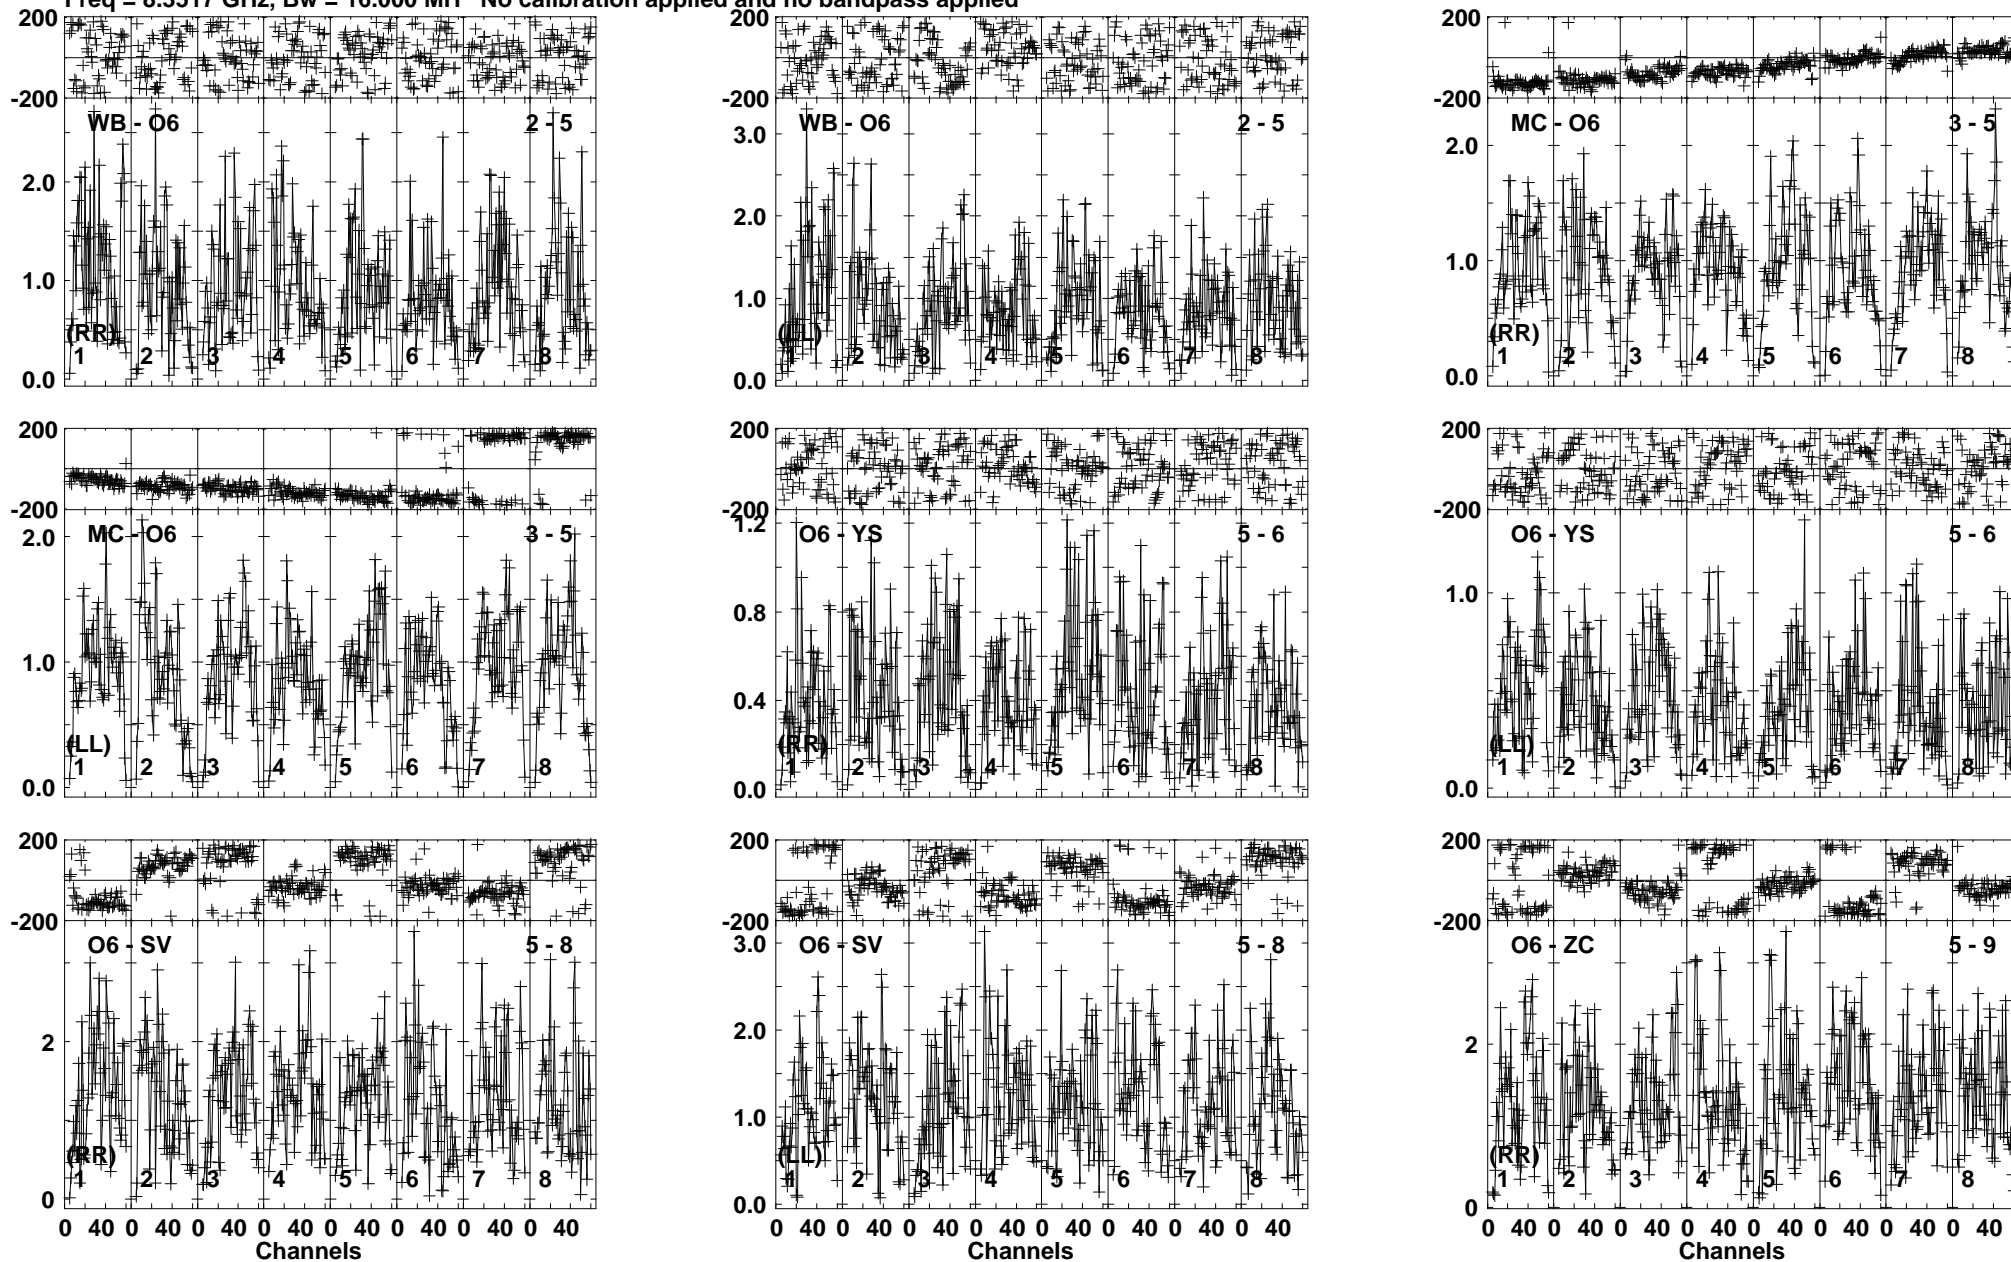 Freq = 8.3517 GHz, Bw = 16.000 MH No calibration applied and no bandpass applied
200 200 200
-200 -200 -200
WB - O6 2 - 5 WB - O6 2 - 5 MC - O6 3 - 5
3.0
2.0 2.0 2.0
1.0 1.0 1.0
(RR) (LL) (RR)
1 2 3 4 5 6 7 8 1 2 3 4 5 6 7 8 1 2 3 4 5 6 7 8
0.0 0.0 0.0
200 200 200
-200 -200 -200
MC - O6 3 - 5 O6 - YS 5 - 6 O6 - YS 5 - 6
2.0 1.2
1.0 0.8 1.0
0.4
(LL) (RR) (LL)
1 2 3 4 5 6 7 8 1 2 3 4 5 6 7 8 1 2 3 4 5 6 7 8
0.0 0.0 0.0
200 200 200
-200 -200 -200
O6 - SV 5 - 8 O6 - SV 5 - 8 O6 - ZC 5 - 9
3.0
2 2.0 2
1.0
(RR) (LL) (RR)
1 2 3 4 5 6 7 8 1 2 3 4 5 6 7 8 1 2 3 4 5 6 7 8
0 0.0 0
0 40 0 40 0 40 0 40 0 40 0 40 0 40 0 40 0 40 0 40 0 40 0 40 0 40 0 40 0 40 0 40 0 40 0 40 0 40 0 40 0 40 0 40 0 40 0 40
Channels Channels Channels